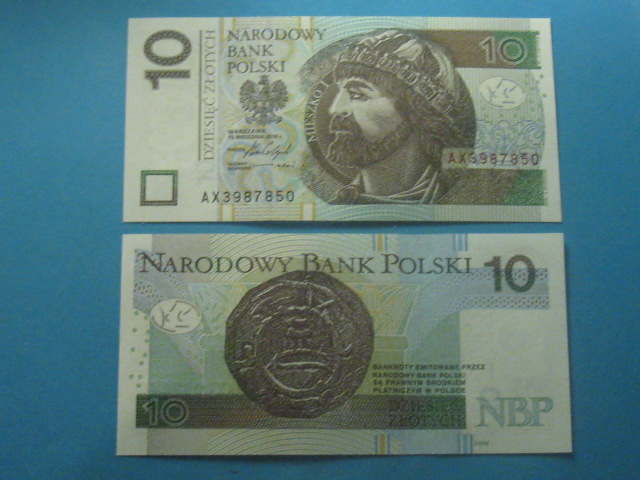 10
DZIESIĘĆ ZŁOTYCH
NARODOWY
BANK
POLSKI
MIESZKO I
10
WARSZAWA
AX3987850
AX3987850
NARODOWY BANK POLSKI
10
BANKNOTY EMITOWANE PRZEZ
NARODOWY BANK POLSKI
SĄ PRAWNYM ŚRODKIEM
PŁATNICZYM W POLSCE
10
DZIESIĘĆ
ZŁOTYCH
NBP